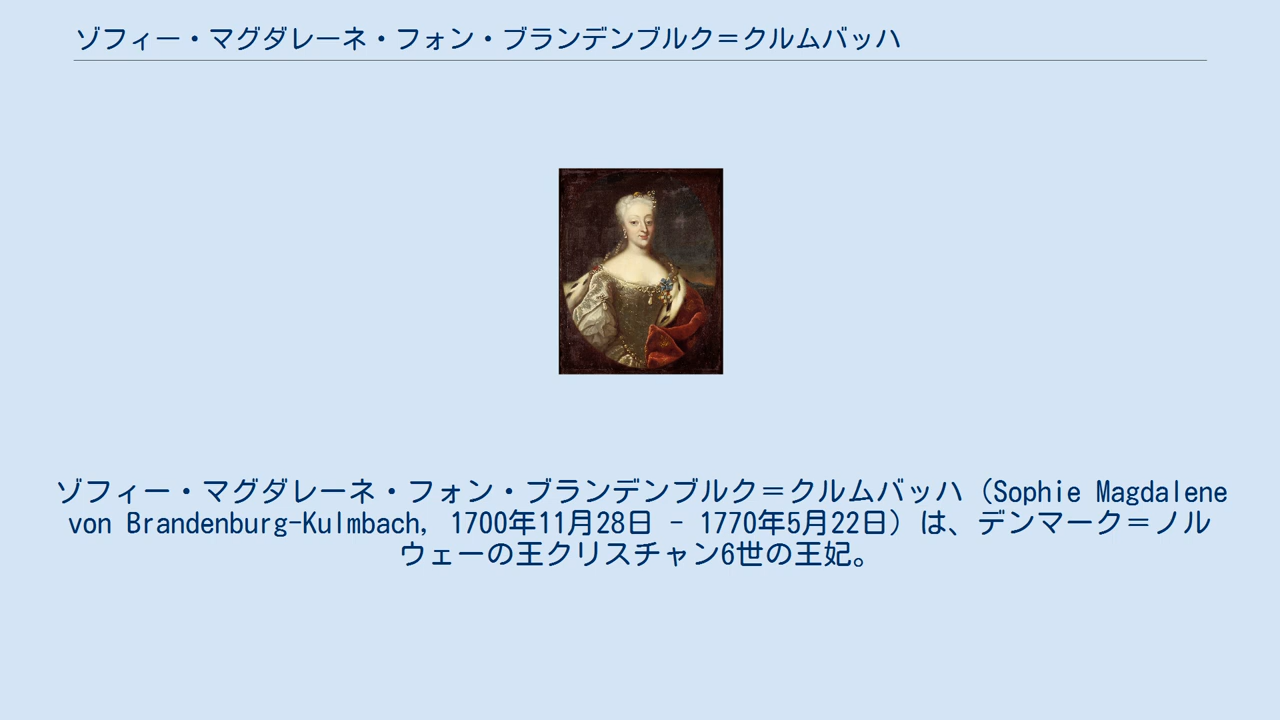 ゾフィー・マグダレーネ・フォン・ブランデンブルク＝クルムバッハ
ゾフィー・マグダレーネ・フォン・ブランデンブルク＝クルムバッハ（Sophie Magdalene
von Brandenburg-Kulmbach, 1700年11月28日 - 1770年5月22日）は、デンマーク＝ノル
ウェーの王クリスチャン6世の王妃。